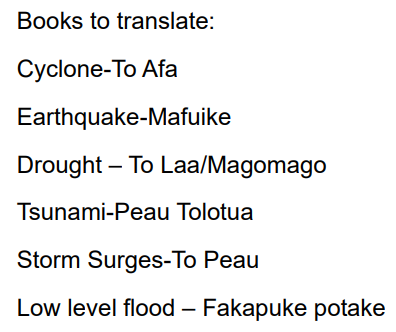 Books to translate:
Cyclone-To Afa
Earthquake-Mafuike
Drought – To Laa/Magomago
Tsunami-Peau Tolotua
Storm Surges-To Peau
Low level flood – Fakapuke potake